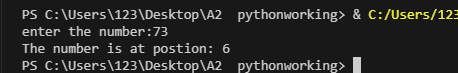 PS C:\Users\123\Desktop\A2  pythonworking> & C:/Users/123
enter the number:73
The number is at postion: 6
PS C:\Users\123\Desktop\A2  pythonworking>